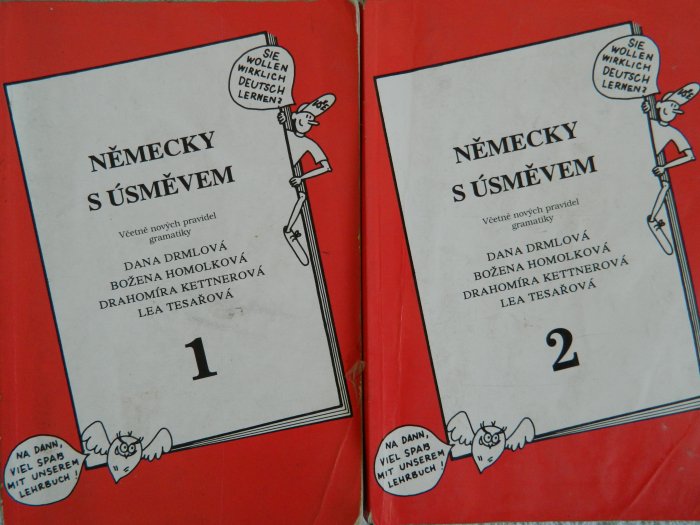 SIE
WOLLEN
WIRKLICH
DEUTSCH
LERNEN?
NĚMECKY
S ÚSMĚVEM
Včetně nových pravidel
gramatiky
DANA DRMLOVÁ
BOŽENA HOMOLKOVÁ
DRAHOMÍRA KETTNEROVÁ
LEA TESAŘOVÁ
1
NA DANN,
VIEL SPAß
MIT UNSEREM
LEHRBUCH!
SIE
WOLLEN
WIRKLICH
DEUTSCH
LERNEN?
NĚMECKY
S ÚSMĚVEM
Včetně nových pravidel
gramatiky
DANA DRMLOVÁ
BOŽENA HOMOLKOVÁ
DRAHOMÍRA KETTNEROVÁ
LEA TESAŘOVÁ
2
NA DANN,
VIEL SPAß
MIT UNSEREM
LEHRBUCH!